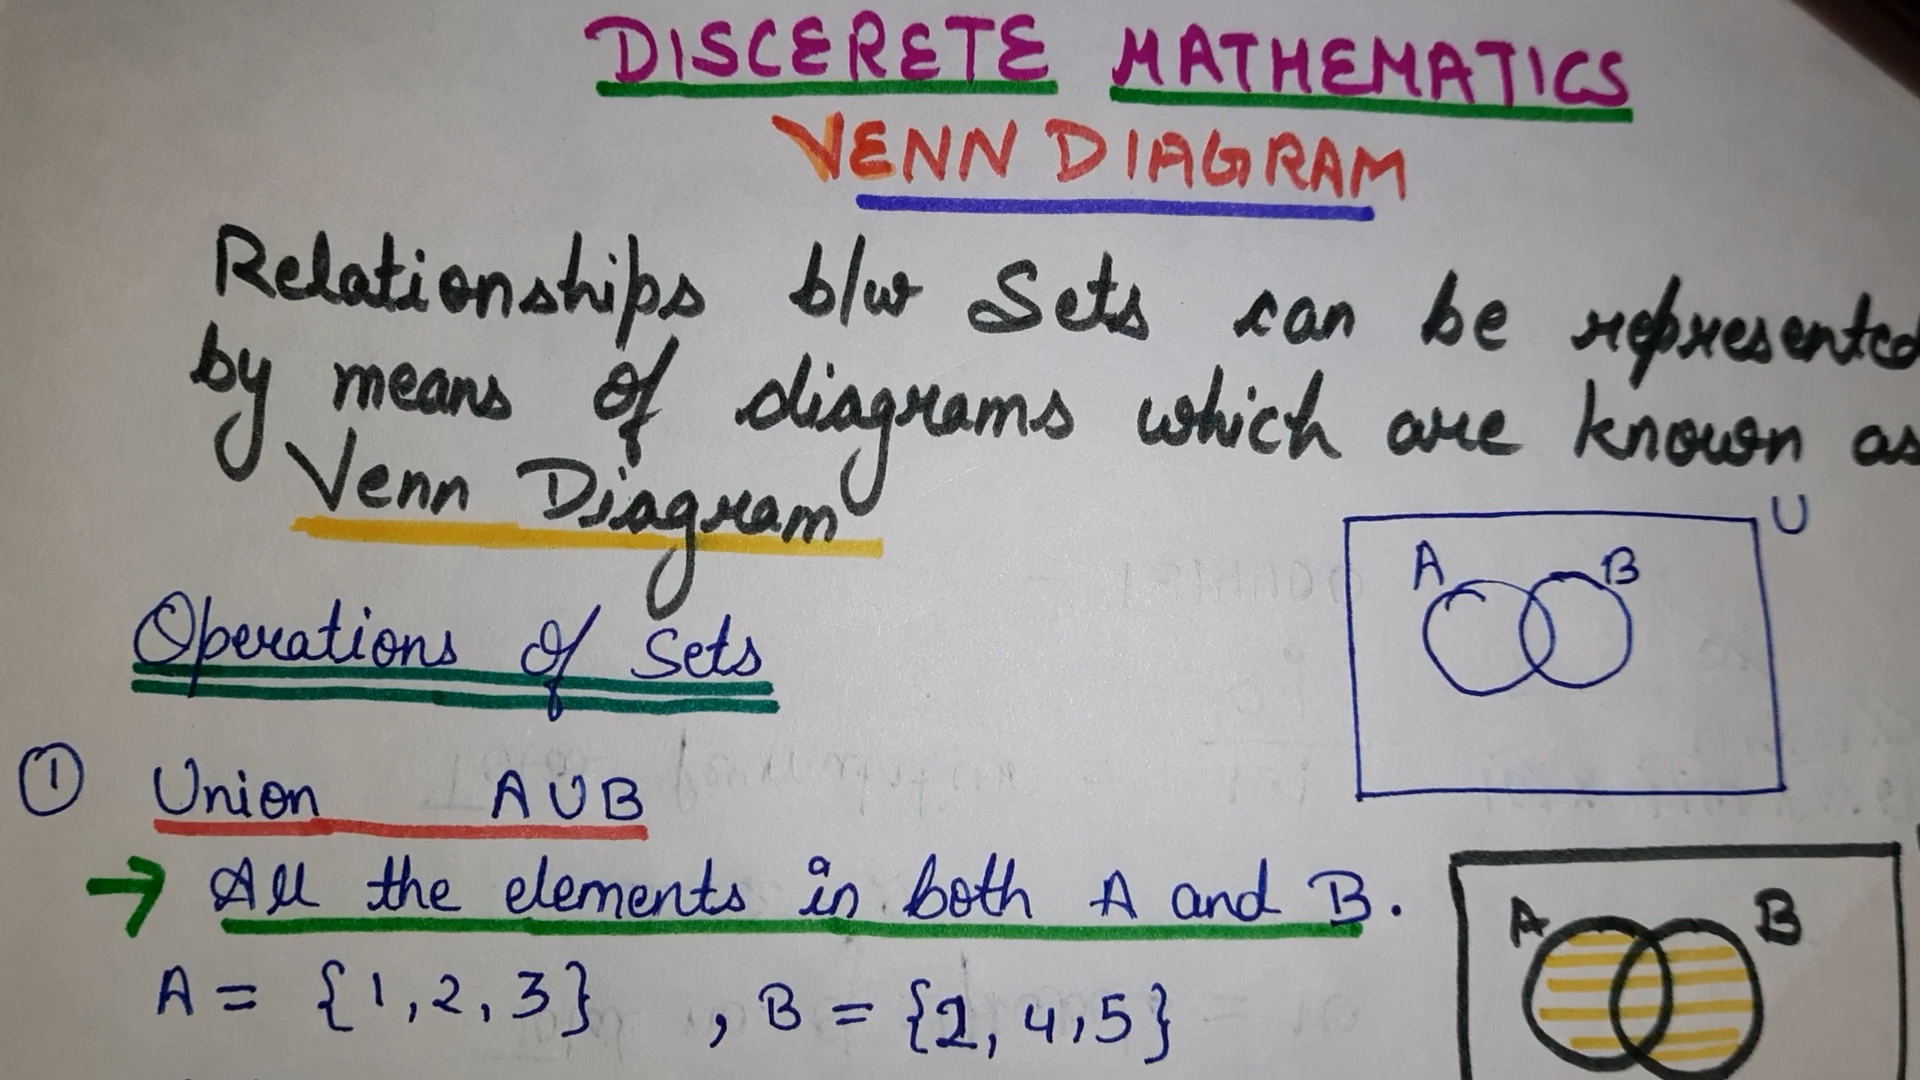 DISCERETE MATHEMATICS
VENN DIAGRAM
Relationships b/w Sets can be represented
by means of diagrams which are known as
Venn Diagram
U
A B
Operations of Sets
① Union A∪B
→ All the elements in both A and B.
A = {1, 2, 3} , B = {2, 4, 5}
A B